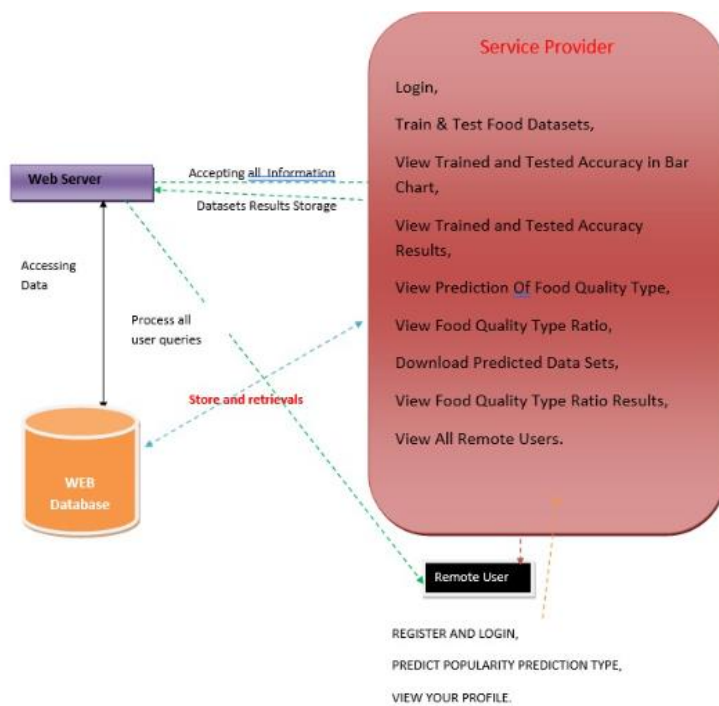 Service Provider
Login,
Train & Test Food Datasets,
View Trained and Tested Accuracy in Bar
Chart,
View Trained and Tested Accuracy
Results,
View Prediction Of Food Quality Type,
View Food Quality Type Ratio,
Download Predicted Data Sets,
View Food Quality Type Ratio Results,
View All Remote Users.
Web Server
Accepting all Information
Datasets Results Storage
Accessing
Data
Process all
user queries
Store and retrievals
WEB
Database
Remote User
REGISTER AND LOGIN,
PREDICT POPULARITY PREDICTION TYPE,
VIEW YOUR PROFILE.